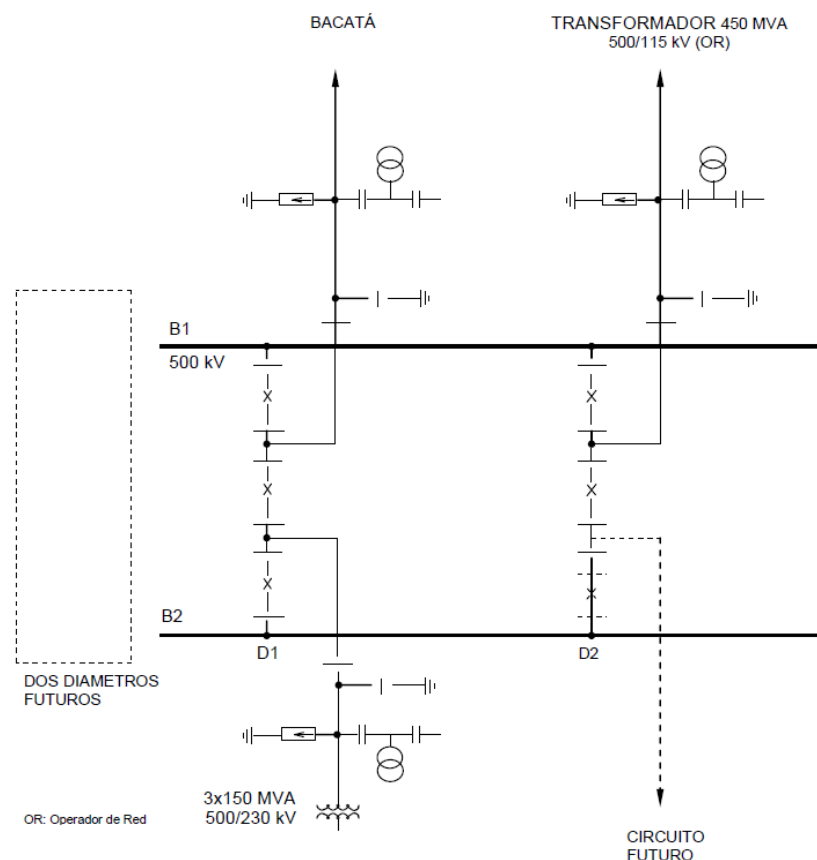 BACATÁ
TRANSFORMADOR 450 MVA
500/115 kV (OR)
B1
500 kV
B2
D1
D2
DOS DIAMETROS
FUTUROS
3x150 MVA
500/230 kV
OR: Operador de Red
CIRCUITO
FUTURO